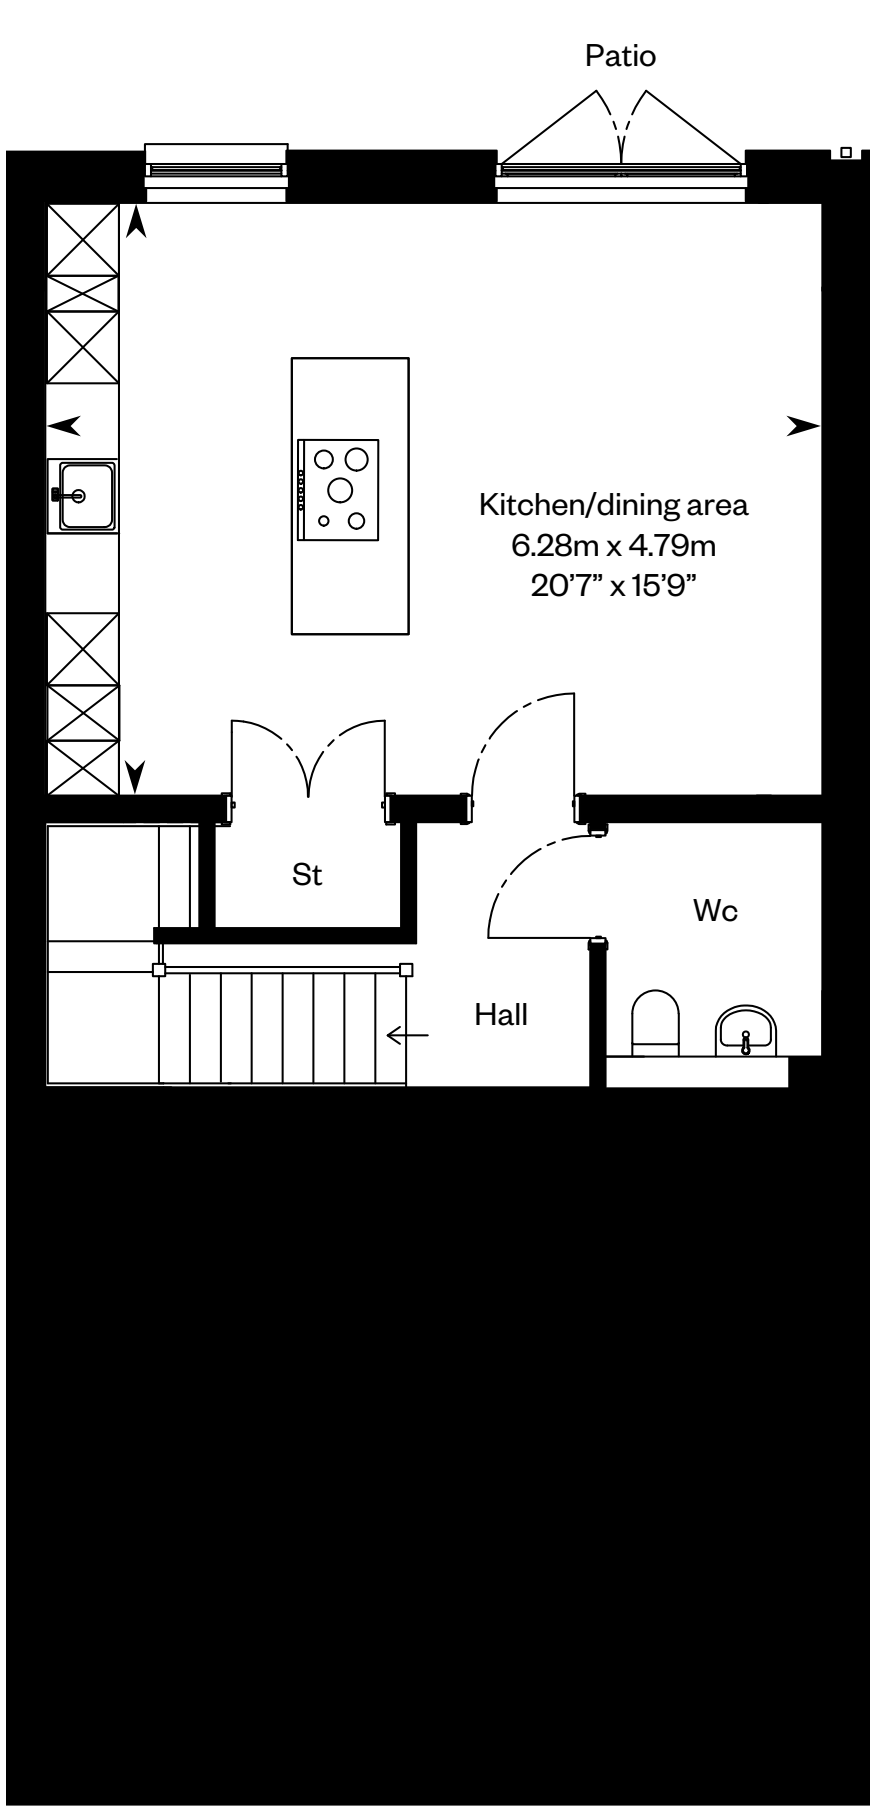 Patio
Kitchen/dining area
6.28m x 4.79m
20’7” x 15’9”
St
Wc
Hall